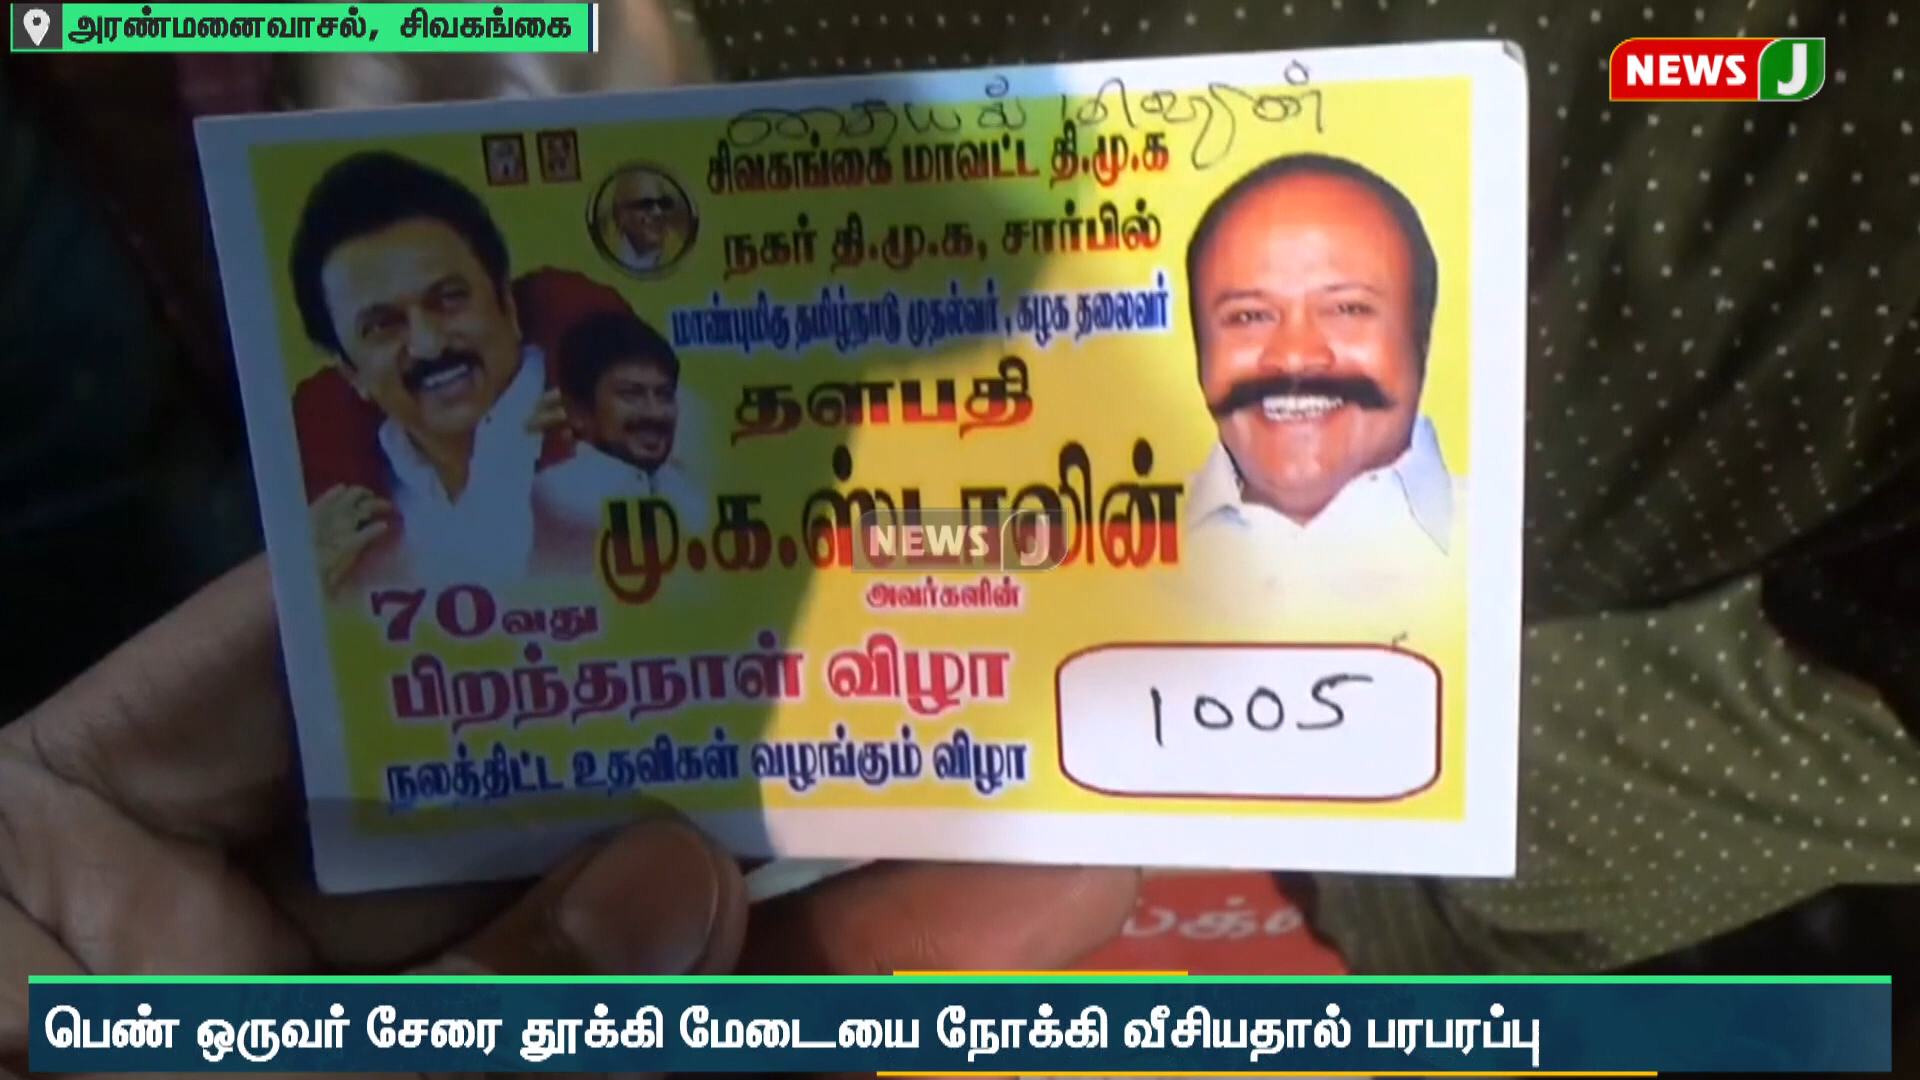 அரண்மனைவாசல், சிவகங்கை
NEWS J
சிவகங்கை மாவட்ட தி.மு.க
நகர் தி.மு.க, சார்பில்
மாண்புமிகு தமிழ்நாடு முதல்வர், கழக தலைவர்
தளபதி
மு.க.ஸ்டாலின்
NEWS J
அவர்களின்
70வது
பிறந்தநாள் விழா
நலத்திட்ட உதவிகள் வழங்கும் விழா
1005
பெண் ஒருவர் சேரை தூக்கி மேடையை நோக்கி வீசியதால் பரபரப்பு